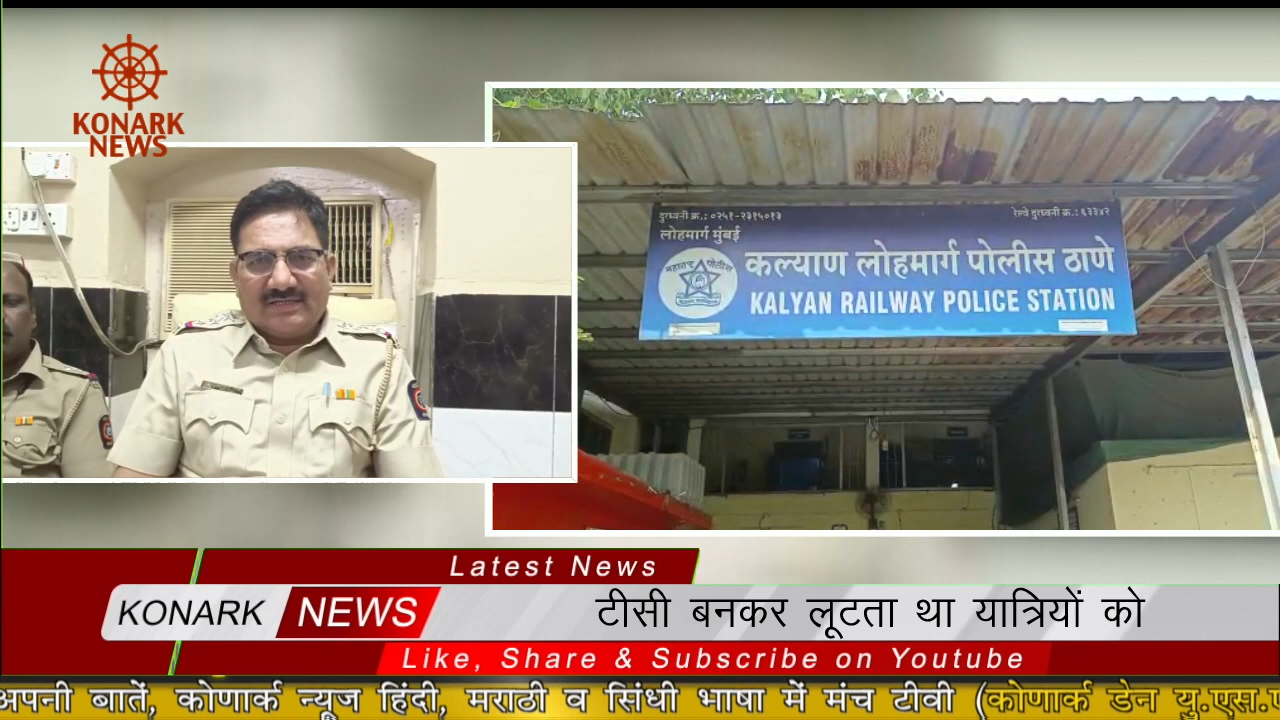 KONARK
NEWS
दुरध्वनी क्र.: ०२५१-२३१५०१३
रेल्वे दुरध्वनी क्र.: ६३३४२
लोहमार्ग मुंबई
महाराष्ट्र पोलीस
कल्याण लोहमार्ग पोलीस ठाणे
KALYAN RAILWAY POLICE STATION
Latest News
KONARK NEWS
टीसी बनकर लूटता था यात्रियों को
Like, Share & Subscribe on Youtube
अपनी बातें, कोणार्क न्यूज हिंदी, मराठी व सिंधी भाषा में मंच टीवी (कोणार्क डेन यु.एस.